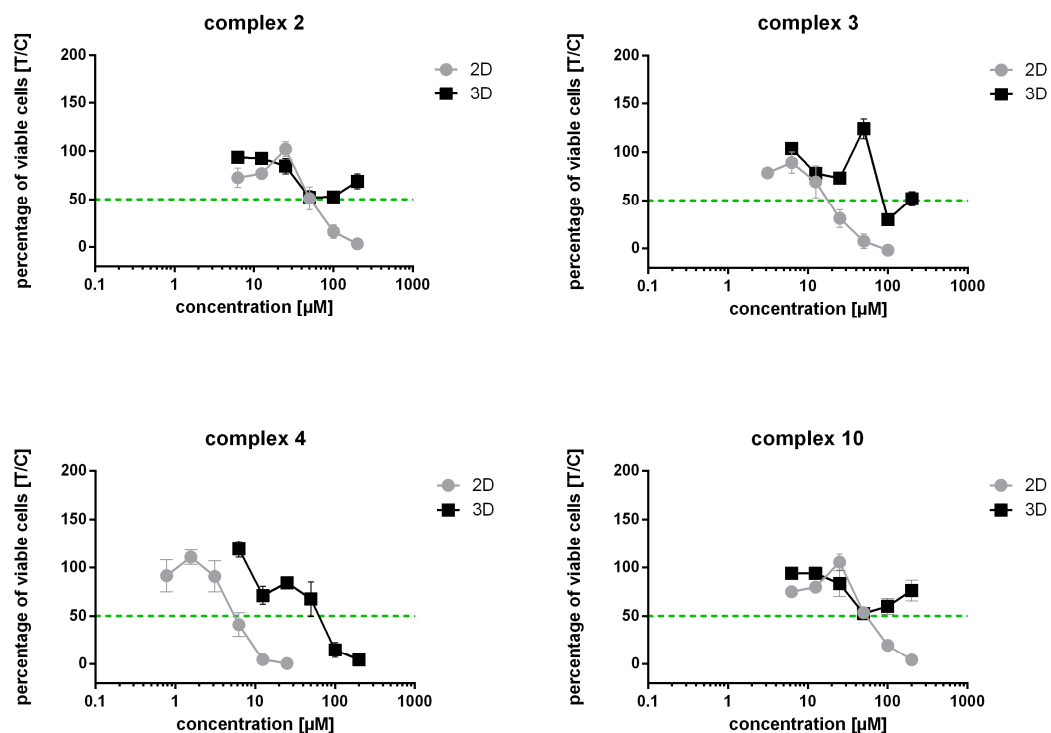 complex 2
percentage of viable cells [T/C]
200
150
100
50
0
0.1
1
10
100
1000
concentration [µM]
2D
3D
complex 3
percentage of viable cells [T/C]
200
150
100
50
0
0.1
1
10
100
1000
concentration [µM]
2D
3D
complex 4
percentage of viable cells [T/C]
200
150
100
50
0
0.1
1
10
100
1000
concentration [µM]
2D
3D
complex 10
percentage of viable cells [T/C]
200
150
100
50
0
0.1
1
10
100
1000
concentration [µM]
2D
3D